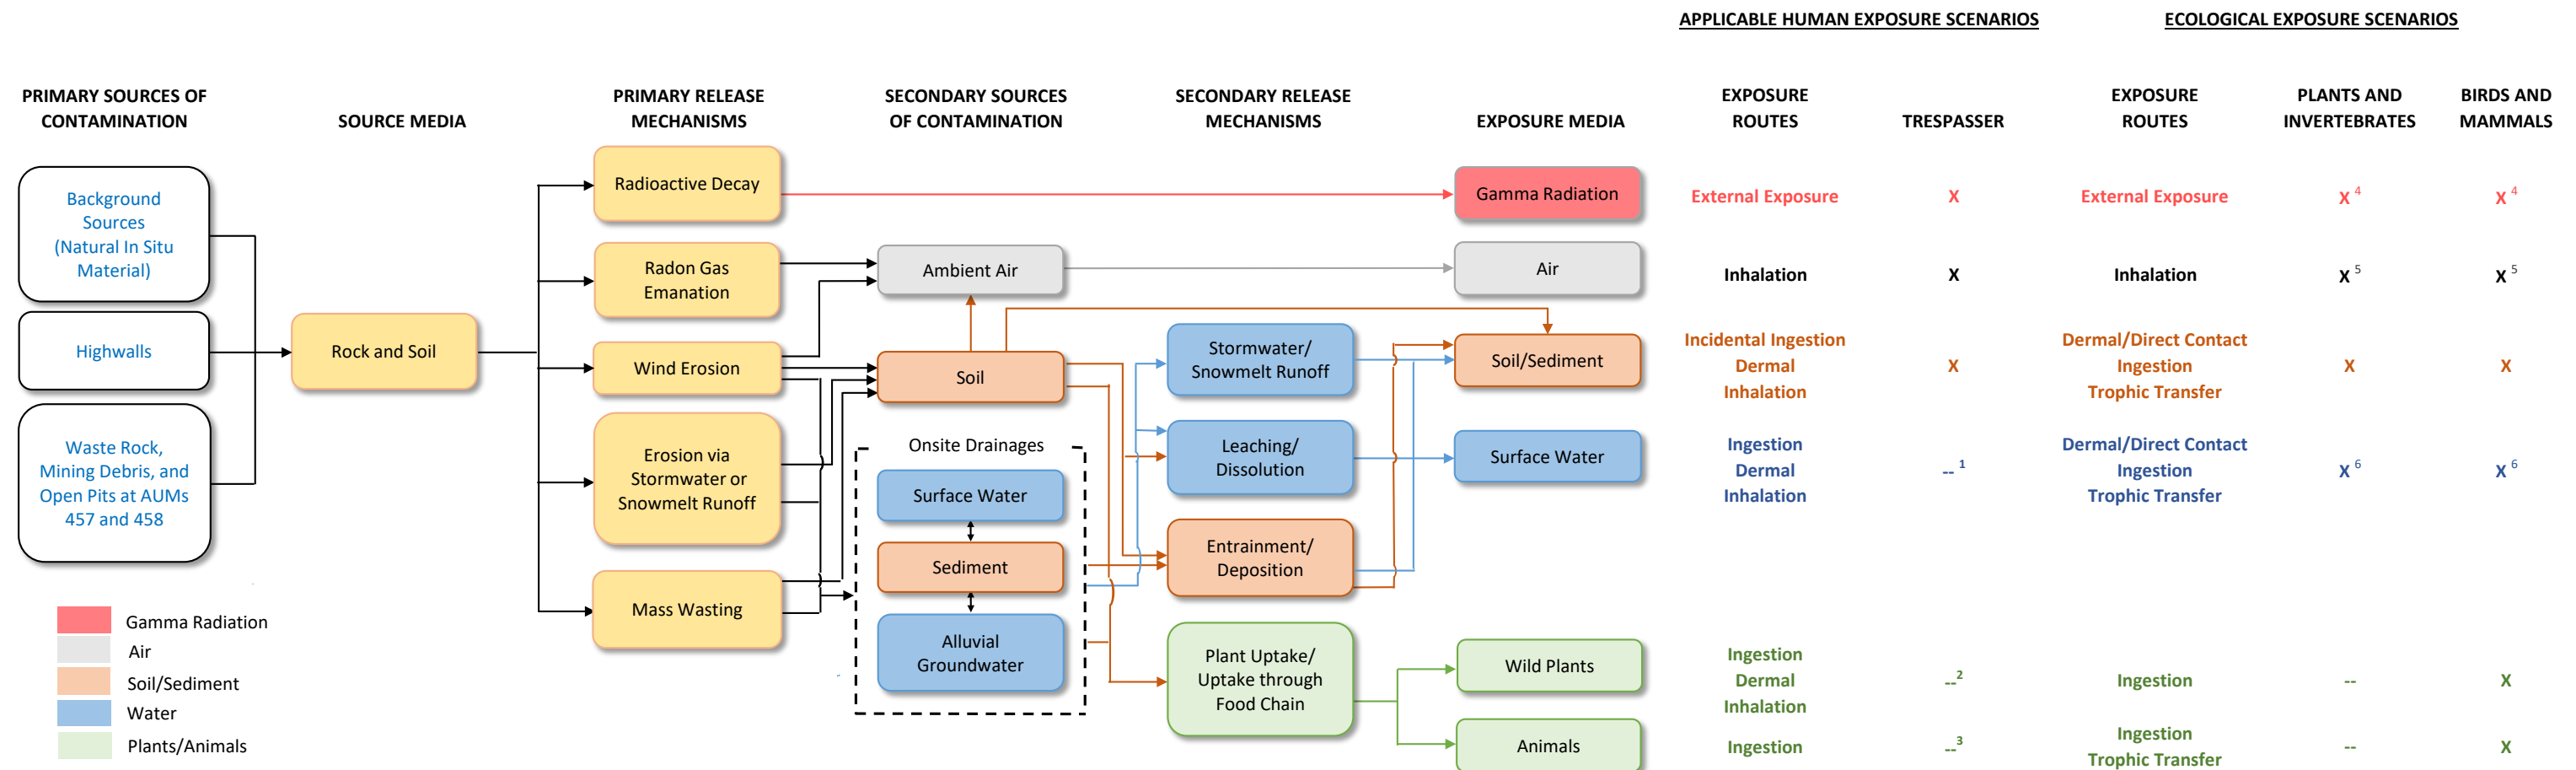 APPLICABLE HUMAN EXPOSURE SCENARIOS
ECOLOGICAL EXPOSURE SCENARIOS
PRIMARY SOURCES OF
CONTAMINATION
SOURCE MEDIA
PRIMARY RELEASE
MECHANISMS
SECONDARY SOURCES
OF CONTAMINATION
SECONDARY RELEASE
MECHANISMS
EXPOSURE MEDIA
EXPOSURE
ROUTES
TRESPASSER
EXPOSURE
ROUTES
PLANTS AND
INVERTEBRATES
BIRDS AND
MAMMALS
Background
Sources
(Natural In Situ
Material)
Highwalls
Waste Rock,
Mining Debris, and
Open Pits at AUMs
457 and 458
Rock and Soil
Radioactive Decay
Radon Gas
Emanation
Wind Erosion
Erosion via
Stormwater or
Snowmelt Runoff
Mass Wasting
Ambient Air
Soil
Onsite Drainages
Surface Water
Sediment
Alluvial
Groundwater
Stormwater/
Snowmelt Runoff
Leaching/
Dissolution
Entrainment/
Deposition
Plant Uptake/
Uptake through
Food Chain
Gamma Radiation
Air
Soil/Sediment
Surface Water
Wild Plants
Animals
External Exposure
X
External Exposure
X 4
X 4
Inhalation
X
Inhalation
X 5
X 5
Incidental Ingestion
Dermal
Inhalation
X
Dermal/Direct Contact
Ingestion
Trophic Transfer
X
X
Ingestion
Dermal
Inhalation
-- 1
Dermal/Direct Contact
Ingestion
Trophic Transfer
X 6
X 6
Ingestion
Dermal
Inhalation
--2
Ingestion
--
X
Ingestion
--3
Ingestion
Trophic Transfer
--
X
Gamma Radiation
Air
Soil/Sediment
Water
Plants/Animals